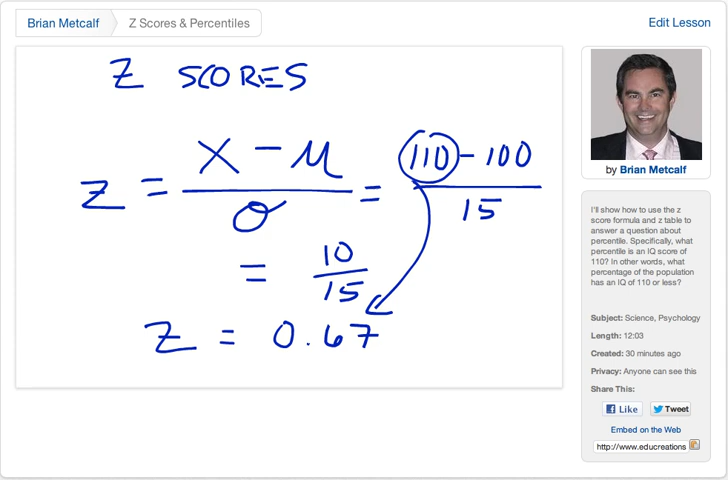 Brian Metcalf
Z Scores & Percentiles
Edit Lesson
Z SCORES
Z = X - μ / σ = 110 - 100 / 15
= 10 / 15
Z = 0.67
by Brian Metcalf
I'll show how to use the z
score formula and z table to
answer a question about
percentile. Specifically, what
percentile is an IQ score of
110? In other words, what
percentage of the population
has an IQ of 110 or less?
Subject: Science, Psychology
Length: 12:03
Created: 30 minutes ago
Privacy: Anyone can see this
Share This:
Like
Tweet
Embed on the Web
http://www.educreations